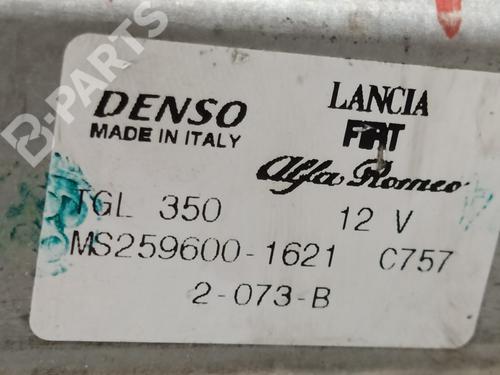 B-PARTS
DENSO
MADE IN ITALY
LANCIA
FIAT
Alfa Romeo
TGL 350 12 V
MS259600-1621 C757
2-073-B